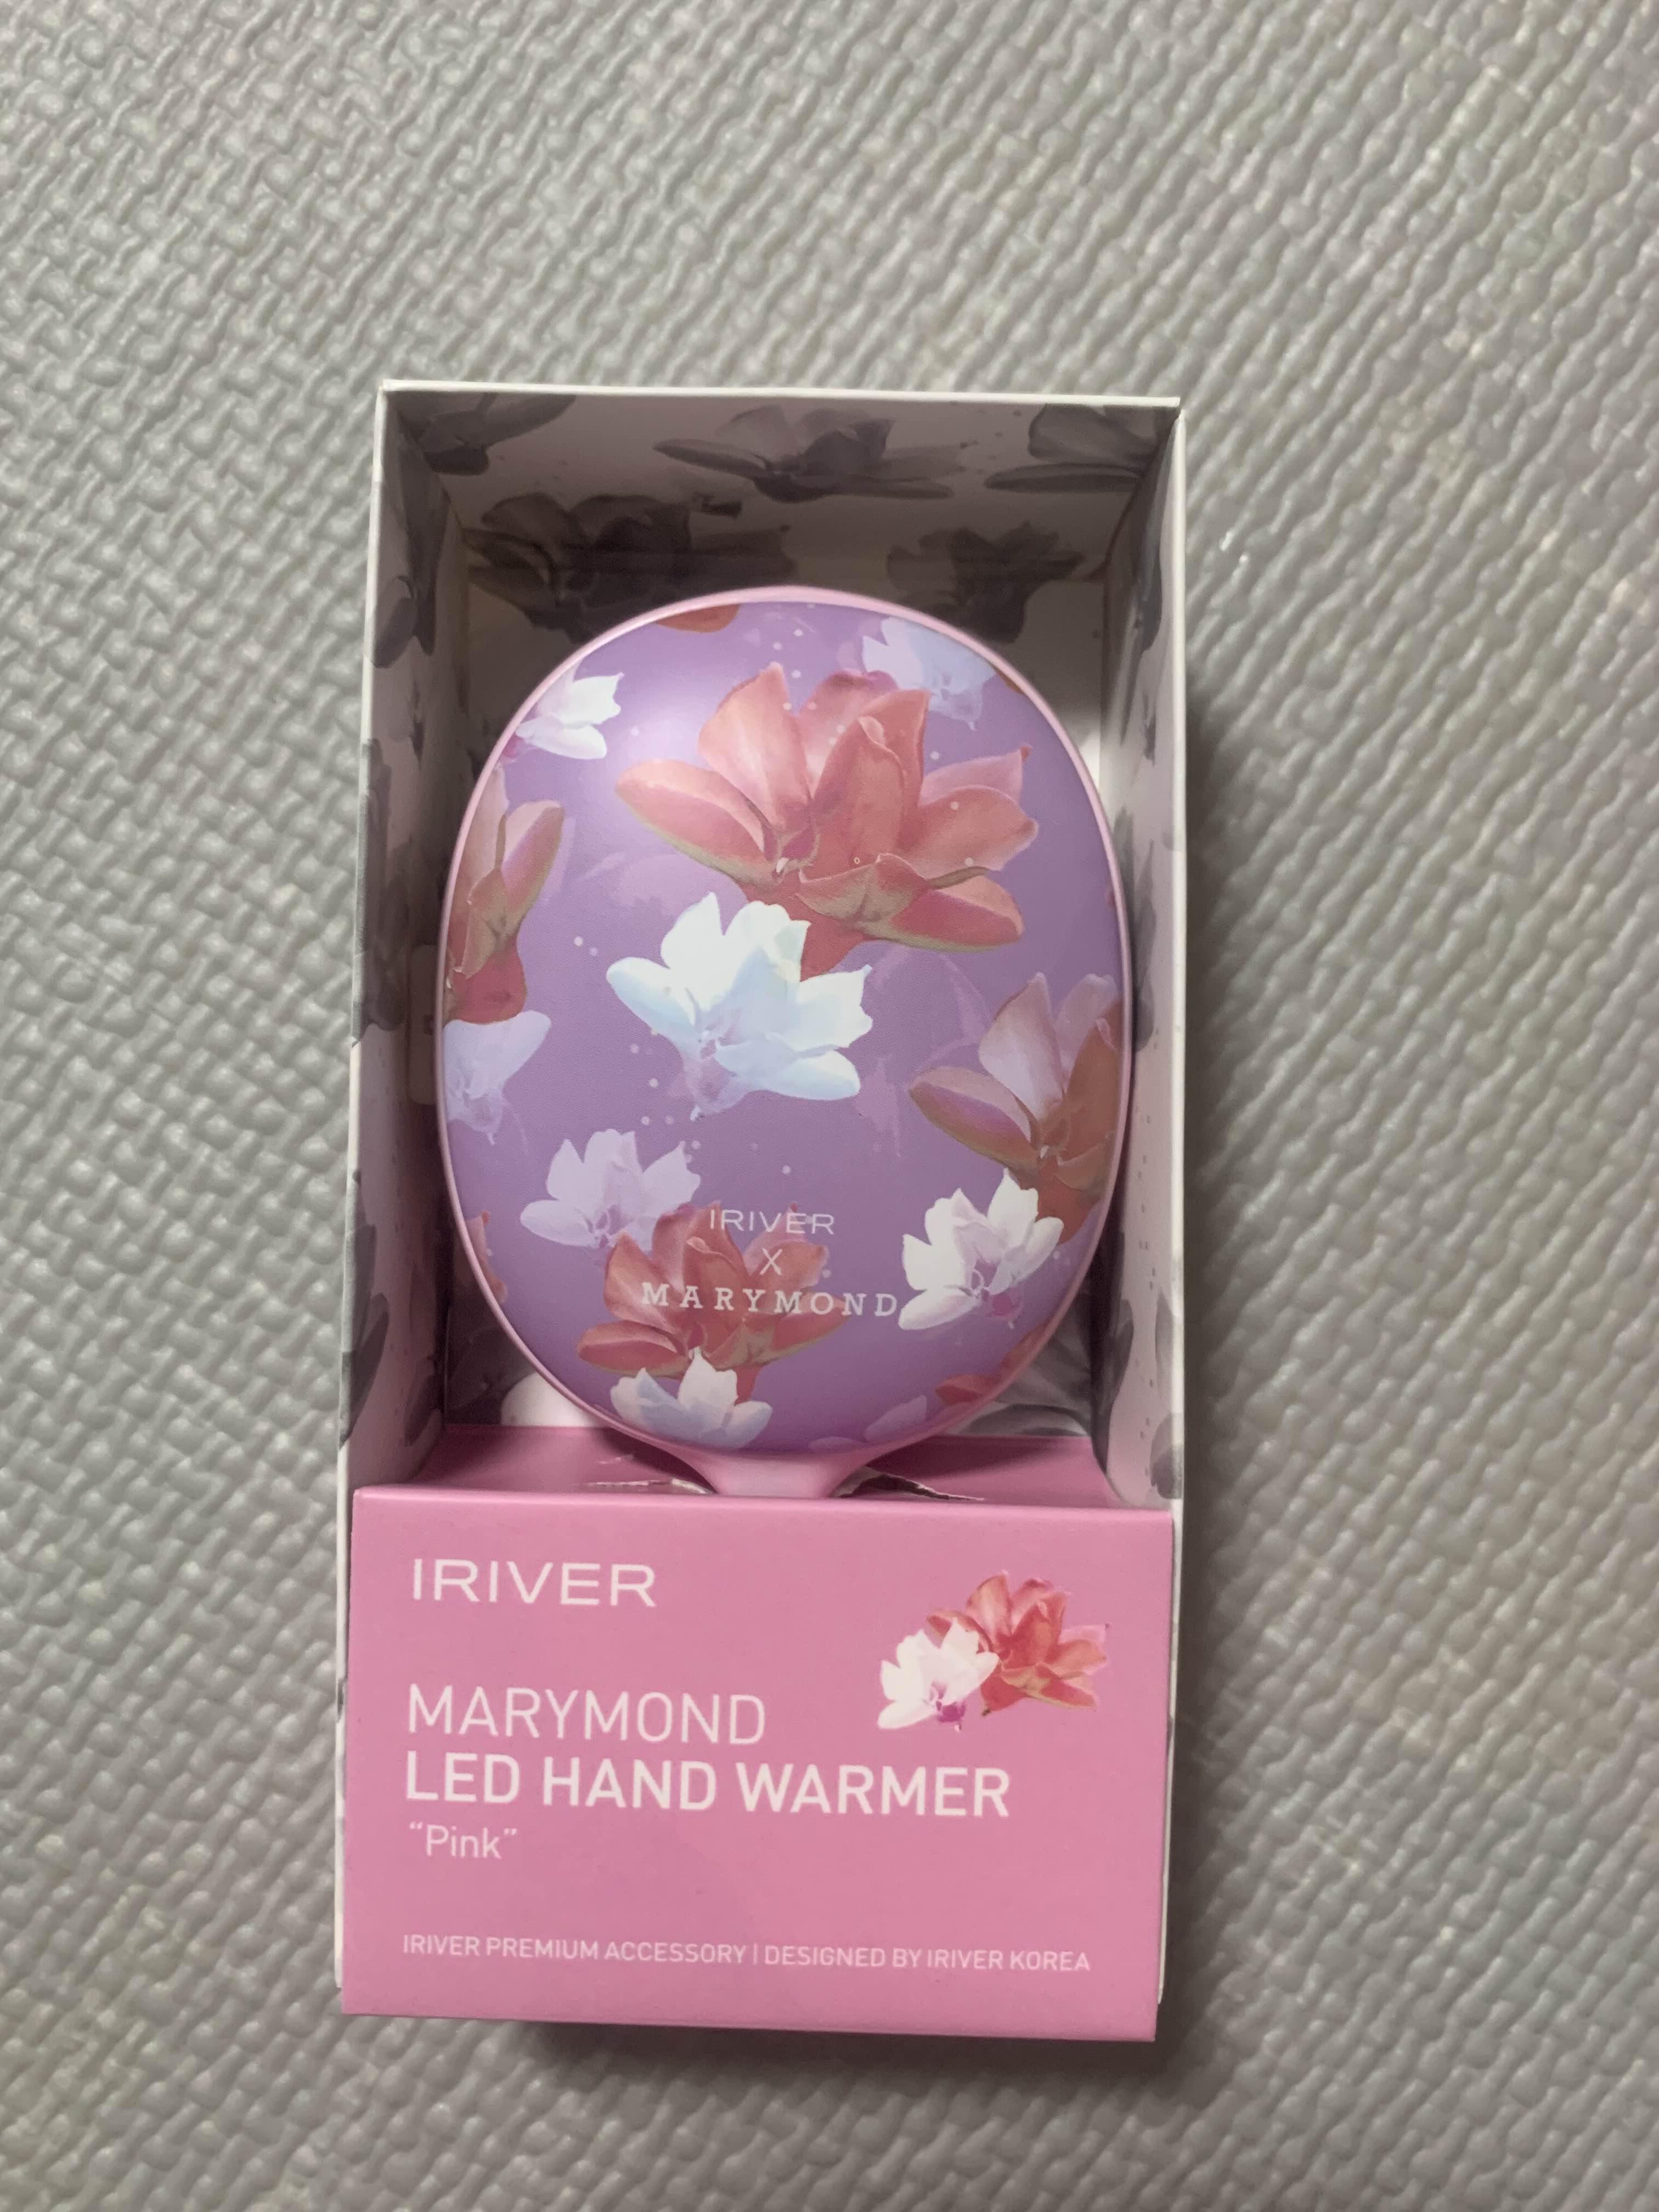 IRIVER
X
MARYMOND
IRIVER
MARYMOND
LED HAND WARMER
“Pink”
IRIVER PREMIUM ACCESSORY | DESIGNED BY IRIVER KOREA